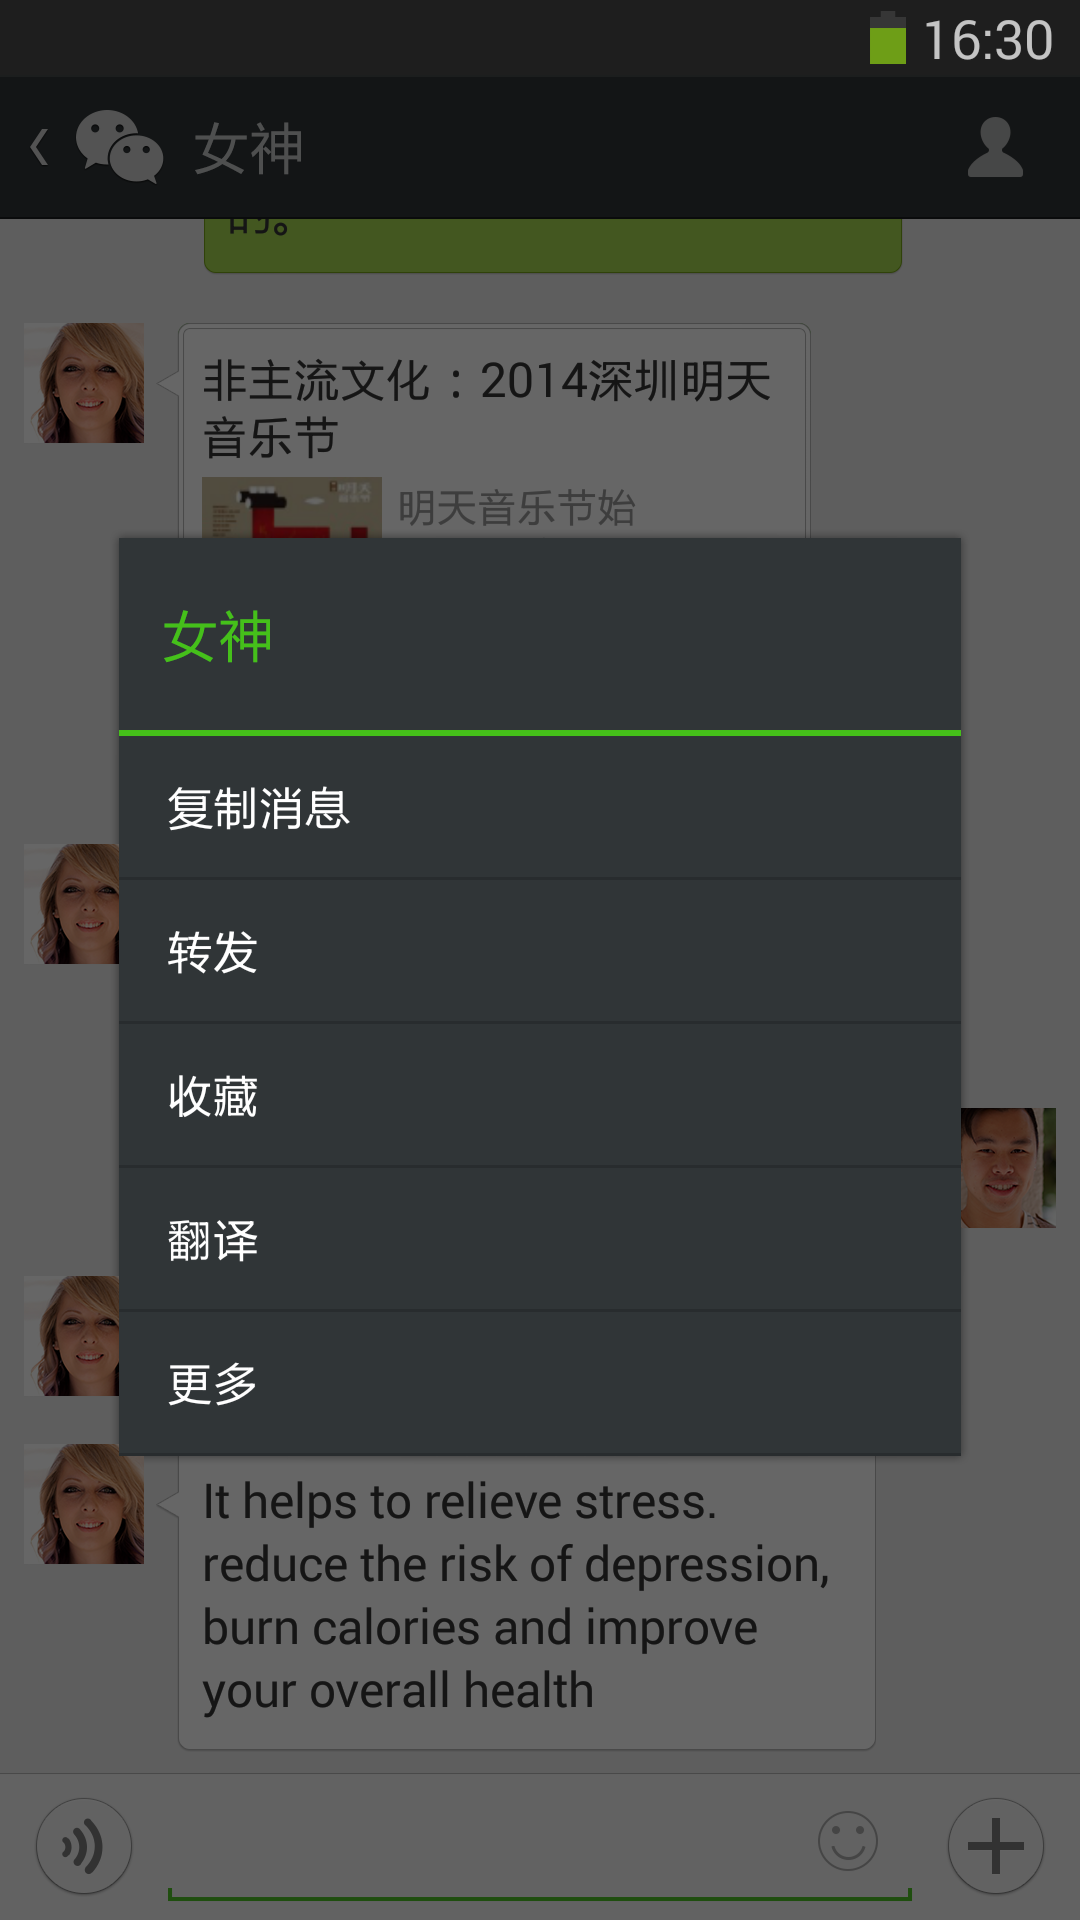 16:30
女神
的。
非主流文化：2014深圳明天
音乐节
明天音乐节始
女神
复制消息
转发
收藏
翻译
更多
It helps to relieve stress.
reduce the risk of depression,
burn calories and improve
your overall health